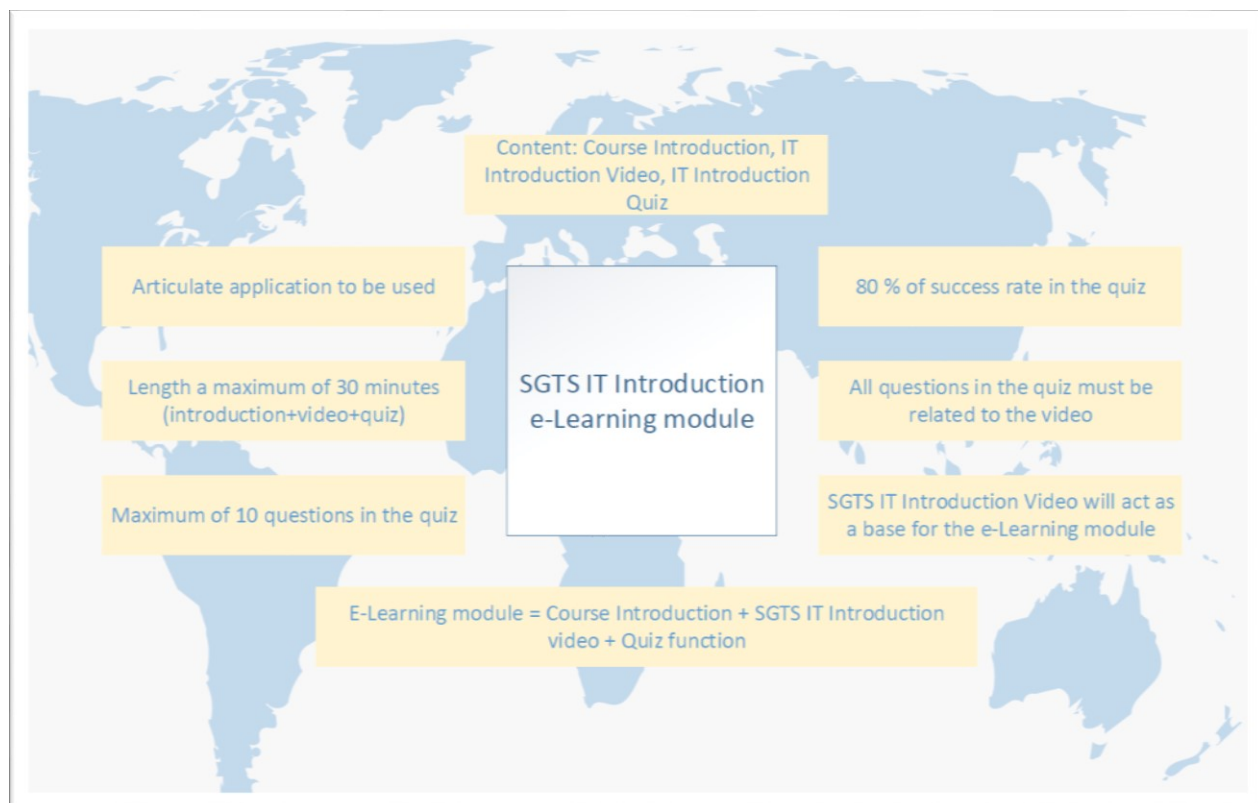 Content: Course Introduction, IT
Introduction Video, IT Introduction
Quiz
Articulate application to be used
80 % of success rate in the quiz
Length a maximum of 30 minutes
(introduction+video+quiz)
SGTS IT Introduction
e-Learning module
All questions in the quiz must be
related to the video
Maximum of 10 questions in the quiz
SGTS IT Introduction Video will act as
a base for the e-Learning module
E-Learning module = Course Introduction + SGTS IT Introduction
video + Quiz function